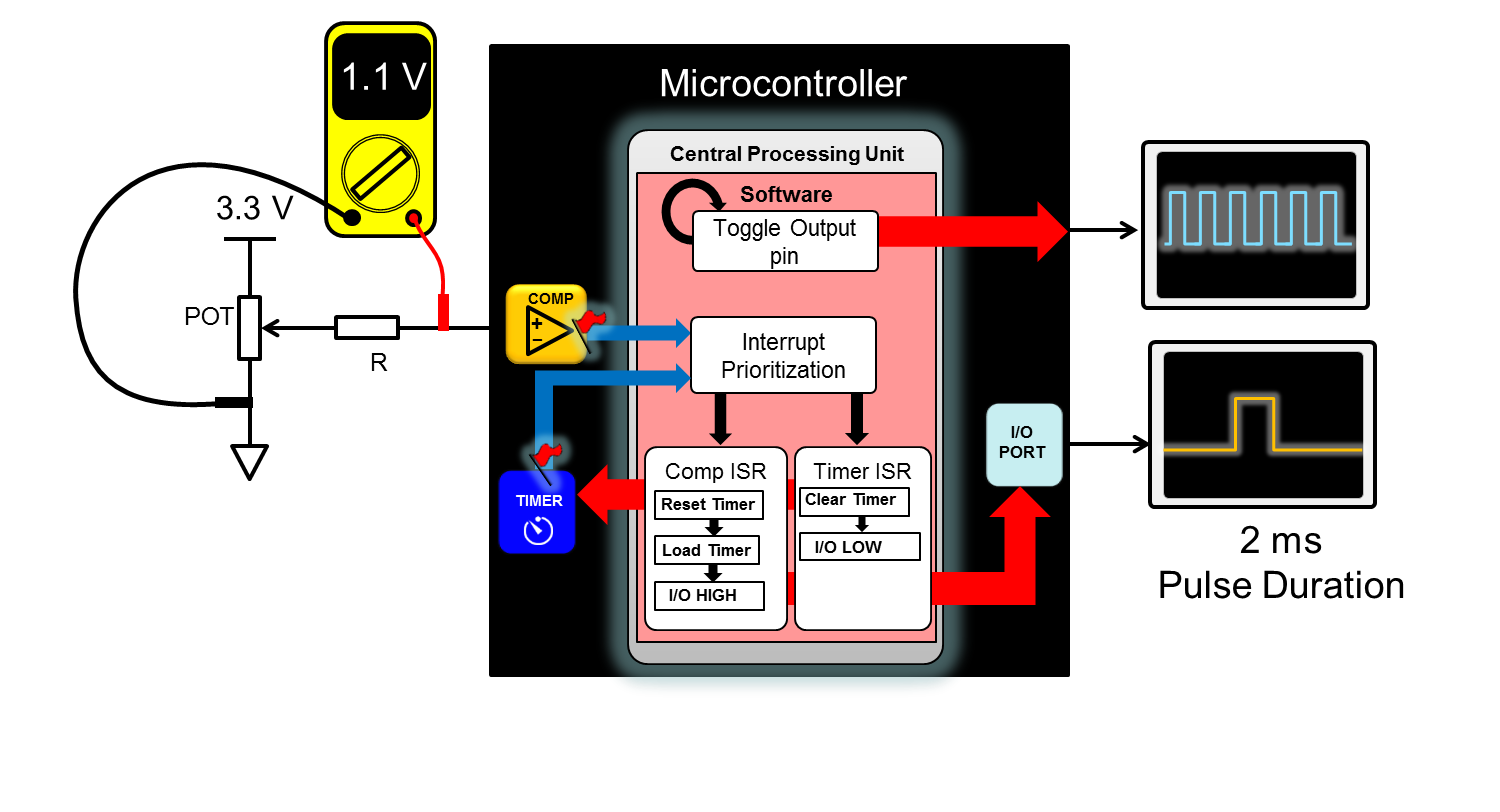 1.1 V
Microcontroller
Central Processing Unit
Software
Toggle Output
pin
3.3 V
POT
R
COMP
+
−
Interrupt
Prioritization
I/O
PORT
TIMER
Comp ISR
Reset Timer
Load Timer
I/O HIGH
Timer ISR
Clear Timer
I/O LOW
2 ms
Pulse Duration